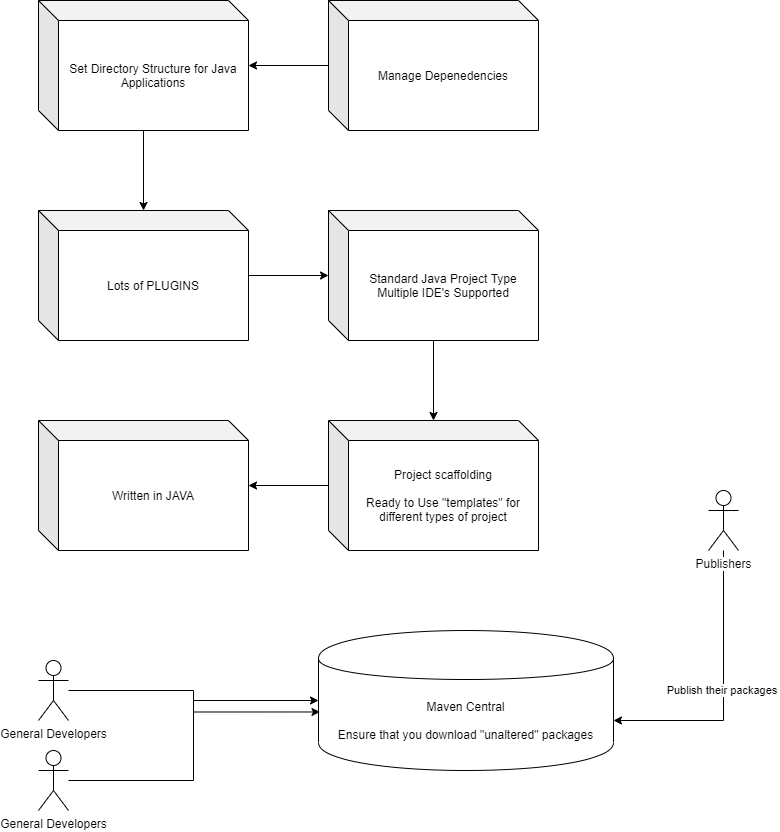 Set Directory Structure for Java
Applications
Manage Depenedencies
Lots of PLUGINS
Standard Java Project Type
Multiple IDE's Supported
Written in JAVA
Project scaffolding
Ready to Use "templates" for
different types of project
Publishers
Publish their packages
Maven Central
Ensure that you download "unaltered" packages
General Developers
General Developers